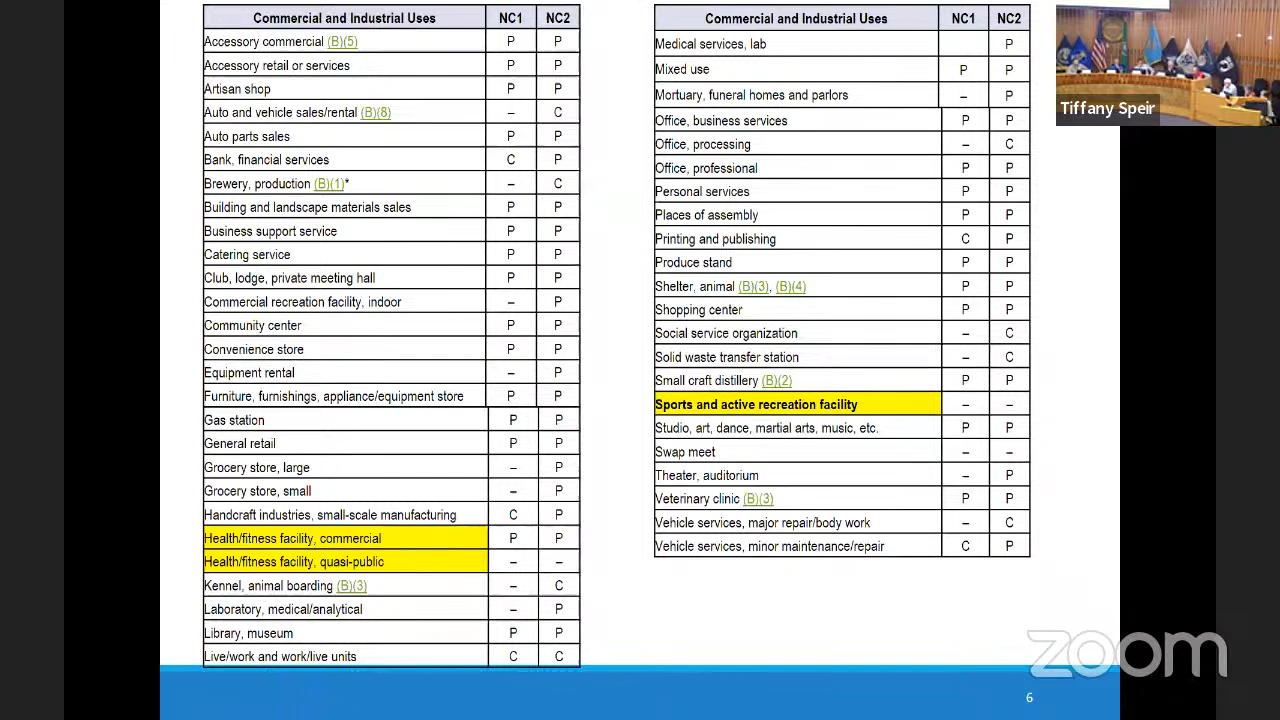 Commercial and Industrial Uses NC1 NC2
Accessory commercial (B)(5) P P
Accessory retail or services P P
Artisan shop P P
Auto and vehicle sales/rental (B)(8) – C
Auto parts sales P P
Bank, financial services C P
Brewery, production (B)(1)* – C
Building and landscape materials sales P P
Business support service P P
Catering service P P
Club, lodge, private meeting hall P P
Commercial recreation facility, indoor – P
Community center P P
Convenience store P P
Equipment rental – P
Furniture, furnishings, appliance/equipment store P P
Gas station P P
General retail P P
Grocery store, large – P
Grocery store, small – P
Handcraft industries, small-scale manufacturing C P
Health/fitness facility, commercial P P
Health/fitness facility, quasi-public – –
Kennel, animal boarding (B)(3) – C
Laboratory, medical/analytical – P
Library, museum P P
Live/work and work/live units C C
Commercial and Industrial Uses NC1 NC2
Medical services, lab P
Mixed use P P
Mortuary, funeral homes and parlors – P
Office, business services P P
Office, processing – C
Office, professional P P
Personal services P P
Places of assembly P P
Printing and publishing C P
Produce stand P P
Shelter, animal (B)(3), (B)(4) P P
Shopping center P P
Social service organization – C
Solid waste transfer station – C
Small craft distillery (B)(2) P P
Sports and active recreation facility – –
Studio, art, dance, martial arts, music, etc. P P
Swap meet – –
Theater, auditorium – P
Veterinary clinic (B)(3) P P
Vehicle services, major repair/body work – C
Vehicle services, minor maintenance/repair C P
Tiffany Speir
zoom
6